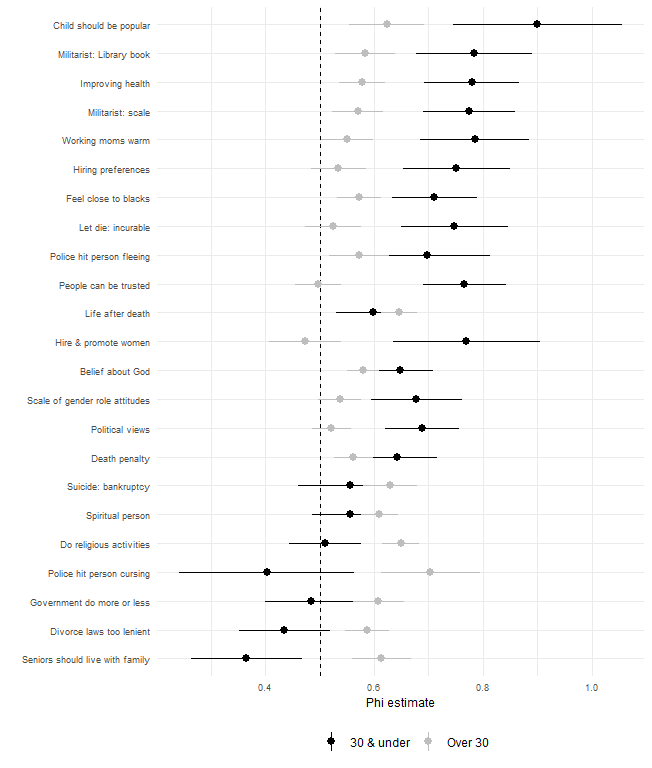 Child should be popular
Militarist: Library book
Improving health
Militarist: scale
Working moms warm
Hiring preferences
Feel close to blacks
Let die: incurable
Police hit person fleeing
People can be trusted
Life after death
Hire & promote women
Belief about God
Scale of gender role attitudes
Political views
Death penalty
Suicide: bankruptcy
Spiritual person
Do religious activities
Police hit person cursing
Government do more or less
Divorce laws too lenient
Seniors should live with family
0.4 0.6 0.8 1.0
Phi estimate
30 & under Over 30